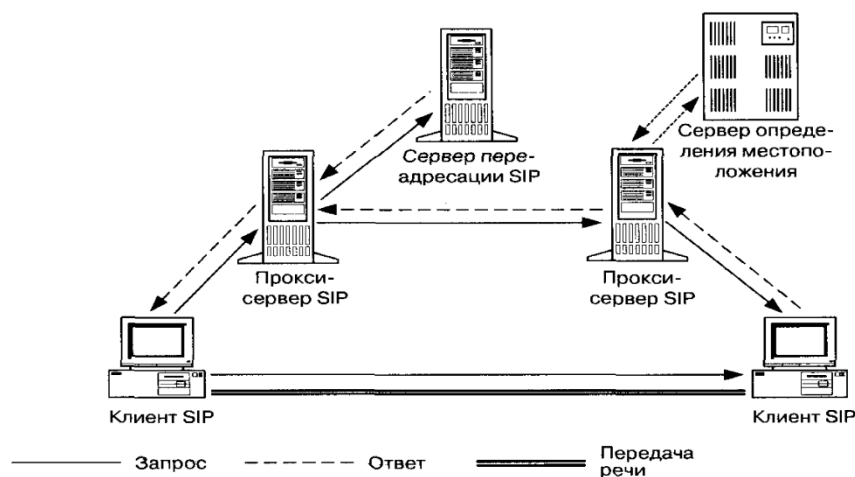 Сервер пере-
адресации SIP
Сервер опреде-
ления местопо-
ложения
Прокси-
сервер SIP
Прокси-
сервер SIP
Клиент SIP
Клиент SIP
Запрос
Ответ
Передача
речи